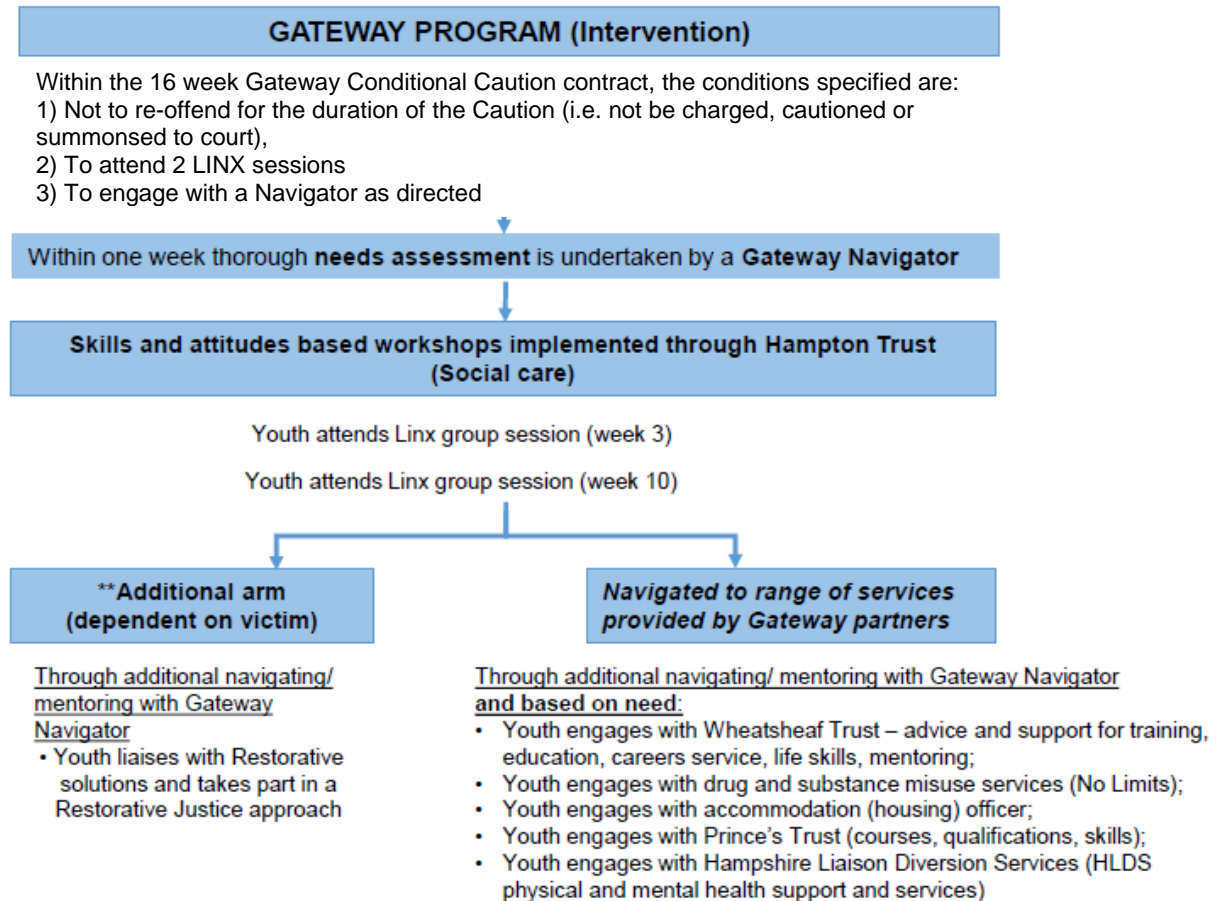 GATEWAY PROGRAM (Intervention)
Within the 16 week Gateway Conditional Caution contract, the conditions specified are:
1) Not to re-offend for the duration of the Caution (i.e. not be charged, cautioned or
summonsed to court),
2) To attend 2 LINX sessions
3) To engage with a Navigator as directed
Within one week thorough needs assessment is undertaken by a Gateway Navigator
Skills and attitudes based workshops implemented through Hampton Trust
(Social care)
Youth attends Linx group session (week 3)
Youth attends Linx group session (week 10)
**Additional arm
(dependent on victim)
Through additional navigating/
mentoring with Gateway
Navigator
• Youth liaises with Restorative
solutions and takes part in a
Restorative Justice approach
Navigated to range of services
provided by Gateway partners
Through additional navigating/ mentoring with Gateway Navigator
and based on need:
• Youth engages with Wheatsheaf Trust – advice and support for training,
education, careers service, life skills, mentoring;
• Youth engages with drug and substance misuse services (No Limits);
• Youth engages with accommodation (housing) officer;
• Youth engages with Prince's Trust (courses, qualifications, skills);
• Youth engages with Hampshire Liaison Diversion Services (HLDS
physical and mental health support and services)